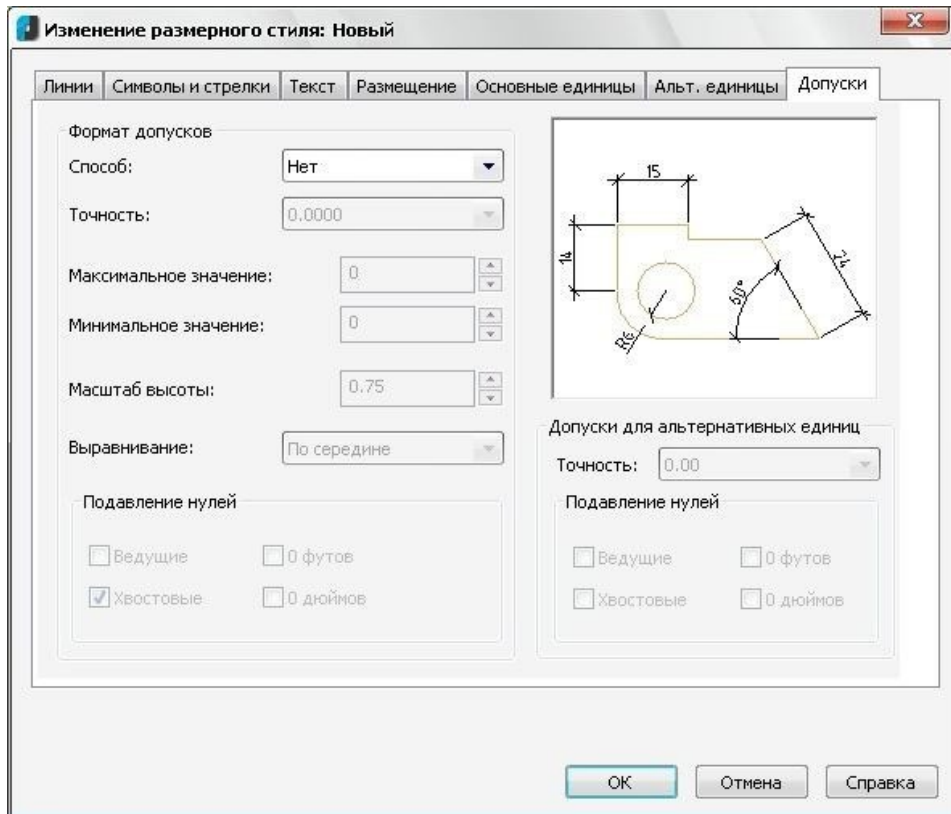 Изменение размерного стиля: Новый
Линии Символы и стрелки Текст Размещение Основные единицы Альт. единицы Допуски
Формат допусков
Способ: Нет
Точность: 0.0000
Максимальное значение: 0
Минимальное значение: 0
Масштаб высоты: 0.75
Выравнивание: По середине
Подавление нулей
Ведущие 0 футов
Хвостовые 0 дюймов
15
14
24
60°
R6
Допуски для альтернативных единиц
Точность: 0.00
Подавление нулей
Ведущие 0 футов
Хвостовые 0 дюймов
ОК Отмена Справка